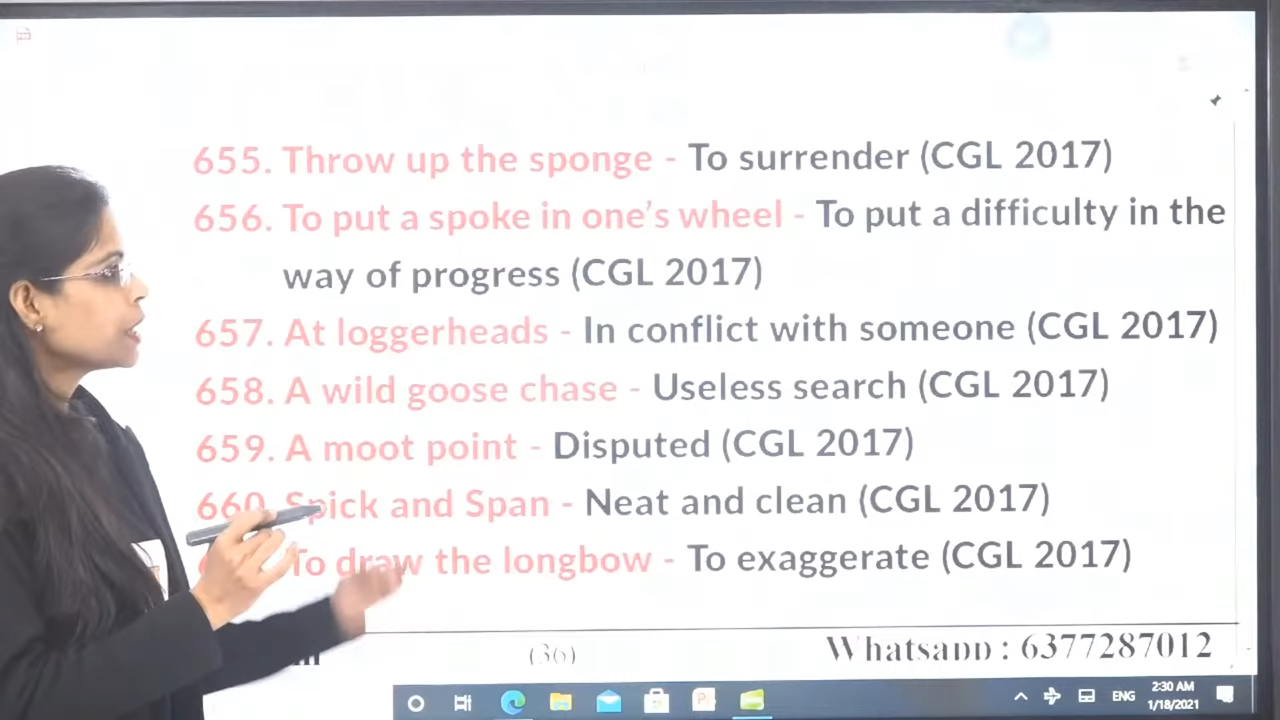 655. Throw up the sponge - To surrender (CGL 2017)
656. To put a spoke in one's wheel - To put a difficulty in the
way of progress (CGL 2017)
657. At loggerheads - In conflict with someone (CGL 2017)
658. A wild goose chase - Useless search (CGL 2017)
659. A moot point - Disputed (CGL 2017)
660. Spick and Span - Neat and clean (CGL 2017)
To draw the longbow - To exaggerate (CGL 2017)
(36) Whatsapp : 6377287012
ENG 2:30 AM
1/18/2021